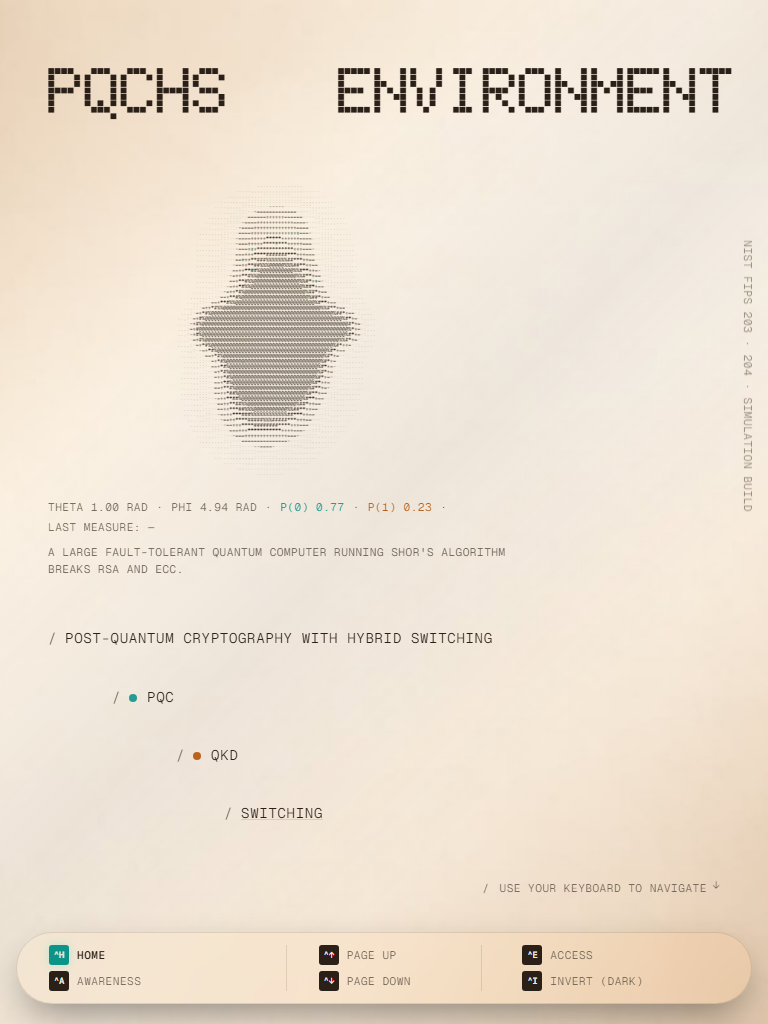 PQCHS ENVIRONMENT
NIST FIPS 203 · 204 · SIMULATION BUILD
THETA 1.00 RAD · PHI 4.94 RAD · P(0) 0.77 · P(1) 0.23 ·
LAST MEASURE: —
A LARGE FAULT-TOLERANT QUANTUM COMPUTER RUNNING SHOR'S ALGORITHM
BREAKS RSA AND ECC.
/ POST-QUANTUM CRYPTOGRAPHY WITH HYBRID SWITCHING
/ PQC
/ QKD
/ SWITCHING
/ USE YOUR KEYBOARD TO NAVIGATE ↓
^H HOME
^A AWARENESS
^↑ PAGE UP
^↓ PAGE DOWN
^E ACCESS
^I INVERT (DARK)